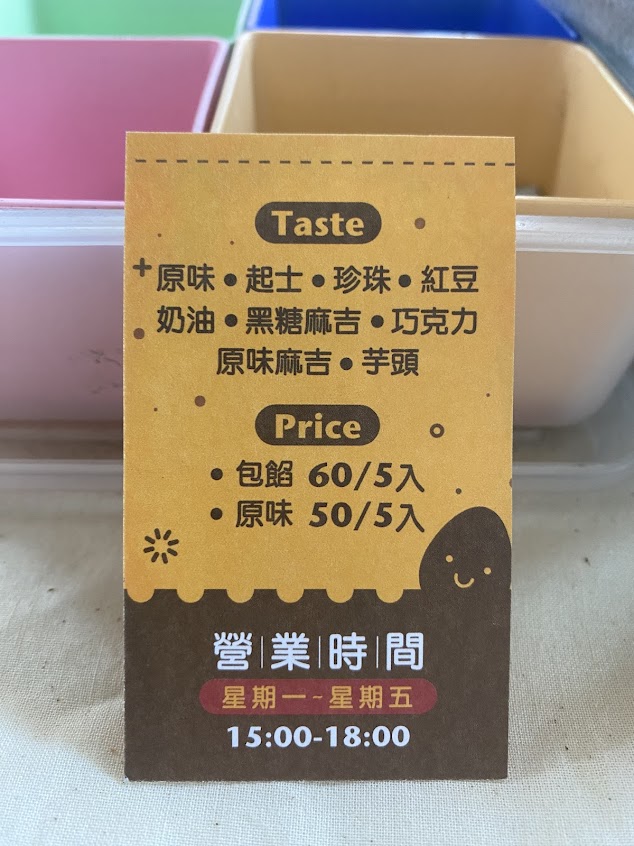 Taste
原味•起士•珍珠•紅豆
奶油•黑糖麻吉•巧克力
原味麻吉•芋頭
Price
•包餡 60/5入
•原味 50/5入
營|業|時|間
星期一~星期五
15:00-18:00